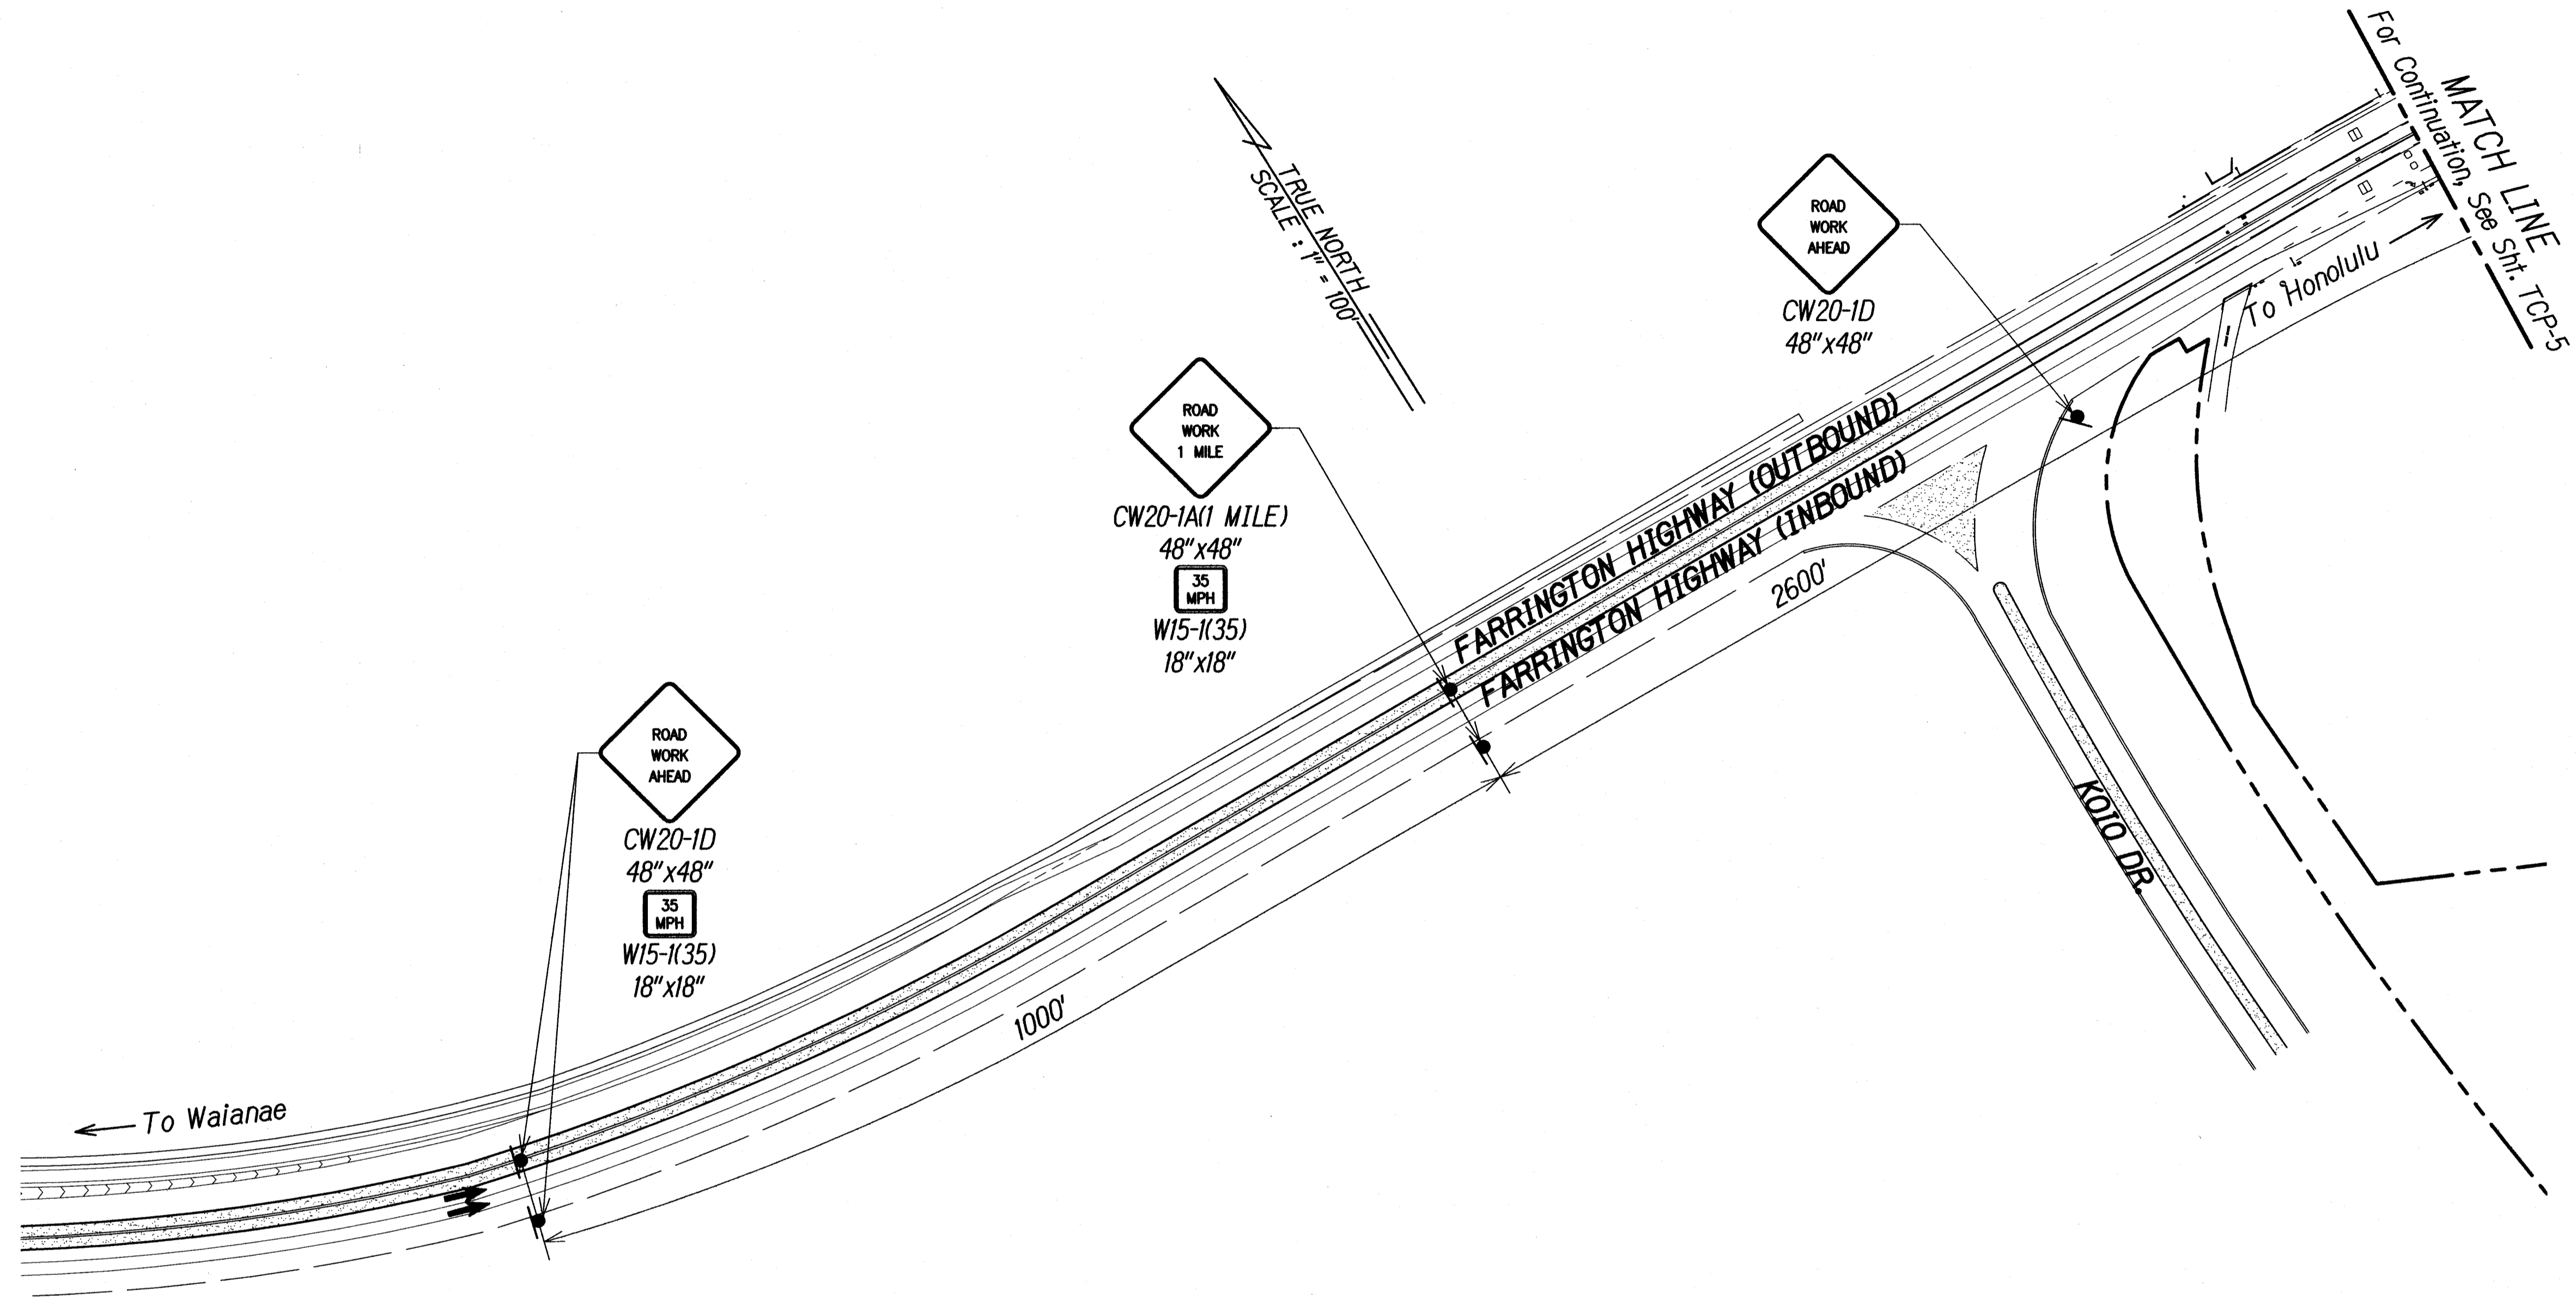 For Continuation, See Sht. TCP-5
MATCH LINE
To Honolulu
TRUE NORTH
SCALE : 1" = 100'
ROAD
WORK
AHEAD
CW20-1D
48"x48"
ROAD
WORK
1 MILE
CW20-1A(1 MILE)
48"x48"
35
MPH
W15-1(35)
18"x18"
FARRINGTON HIGHWAY (OUTBOUND)
FARRINGTON HIGHWAY (INBOUND)
2600'
KOIO DR.
ROAD
WORK
AHEAD
CW20-1D
48"x48"
35
MPH
W15-1(35)
18"x18"
1000'
To Waianae